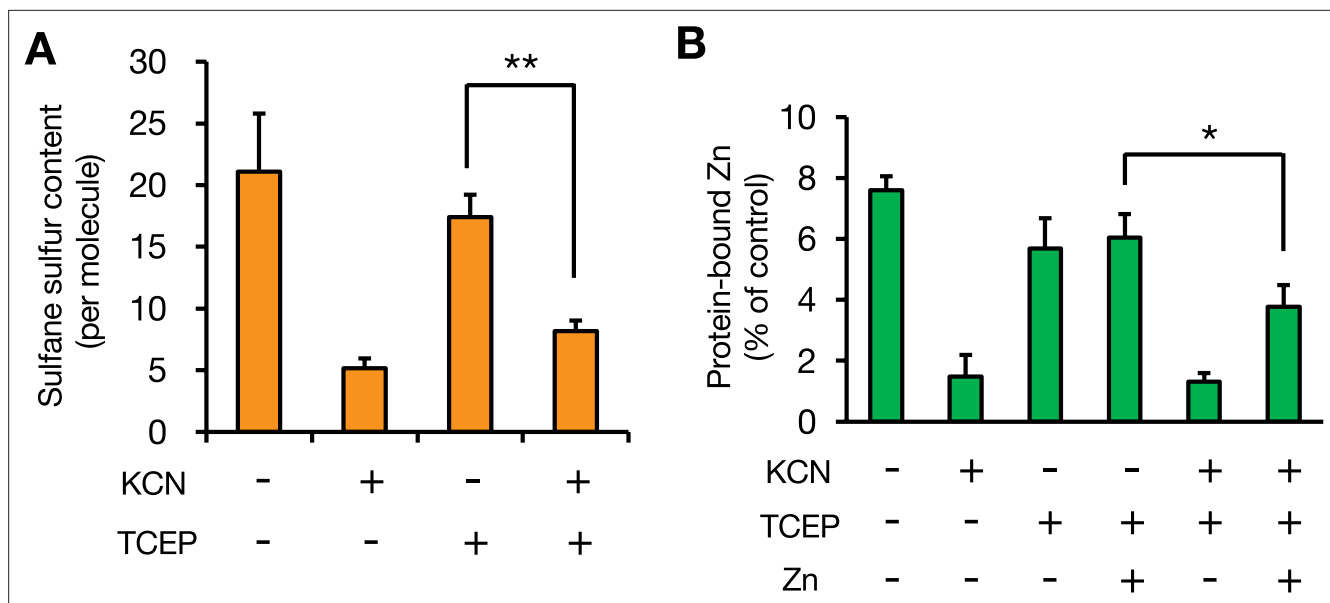 A
Sulfane sulfur content
(per molecule)
30
25
20
15
10
5
0
**
KCN - + - +
TCEP - - + +
B
Protein-bound Zn
(% of control)
10
8
6
4
2
0
*
KCN - + - - + +
TCEP - - + + + +
Zn - - - + - +